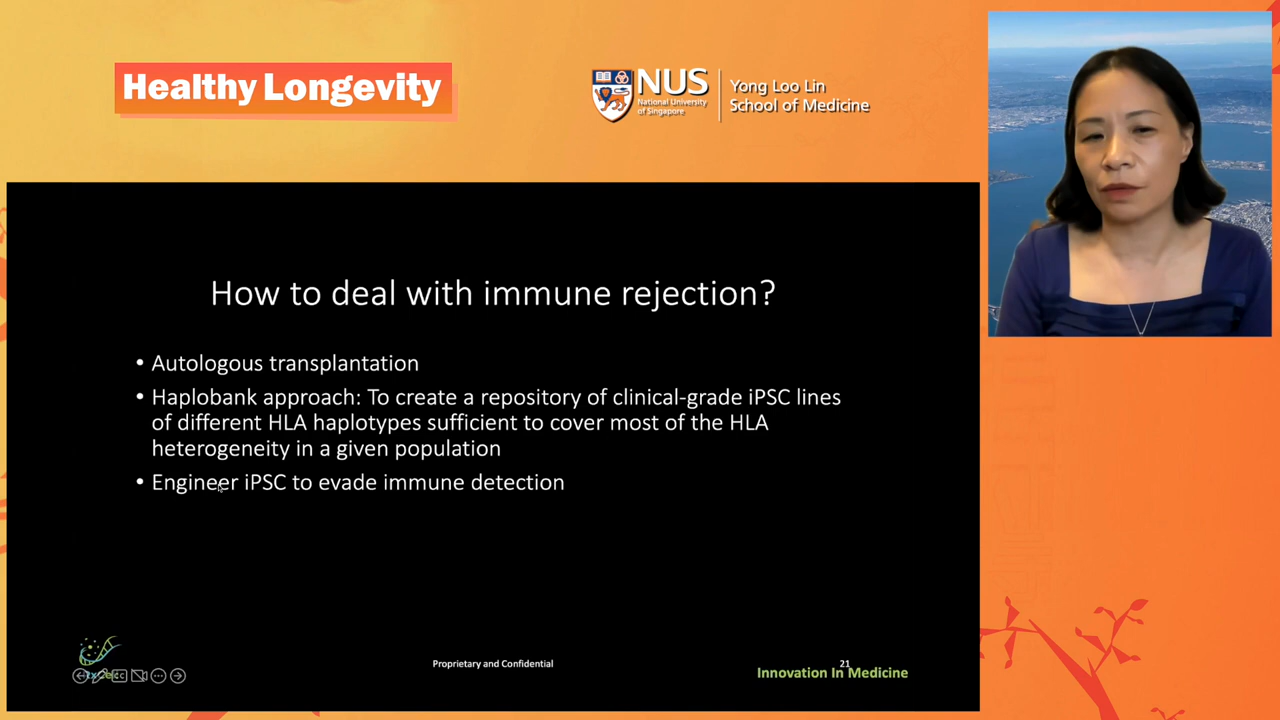 Healthy Longevity
NUS
National University
of Singapore
Yong Loo Lin
School of Medicine
How to deal with immune rejection?
• Autologous transplantation
• Haplobank approach: To create a repository of clinical-grade iPSC lines
of different HLA haplotypes sufficient to cover most of the HLA
heterogeneity in a given population
• Engineer iPSC to evade immune detection
Proprietary and Confidential
21
Innovation In Medicine